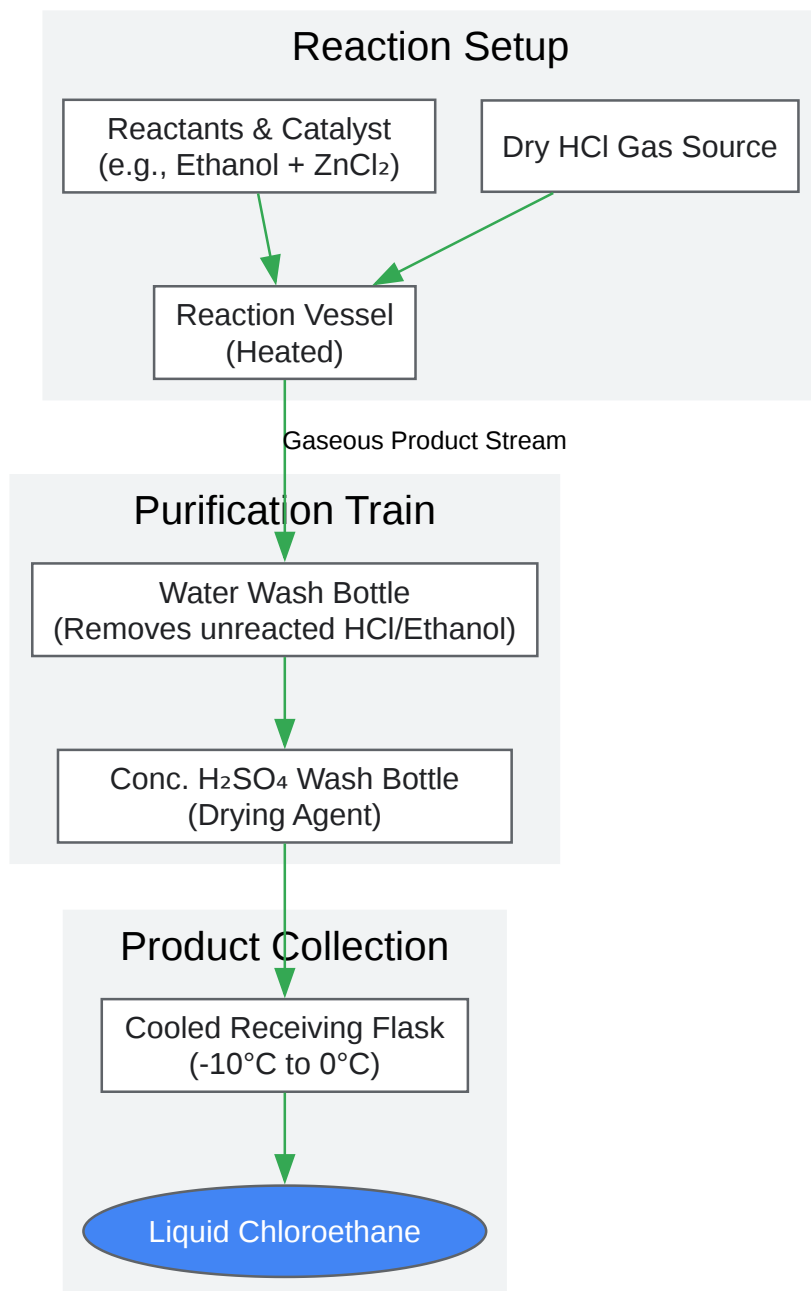 Reaction Setup
Reactants & Catalyst
(e.g., Ethanol + ZnCl₂)
Dry HCl Gas Source
Reaction Vessel
(Heated)
Gaseous Product Stream
Purification Train
Water Wash Bottle
(Removes unreacted HCl/Ethanol)
Conc. H₂SO₄ Wash Bottle
(Drying Agent)
Product Collection
Cooled Receiving Flask
(-10°C to 0°C)
Liquid Chloroethane